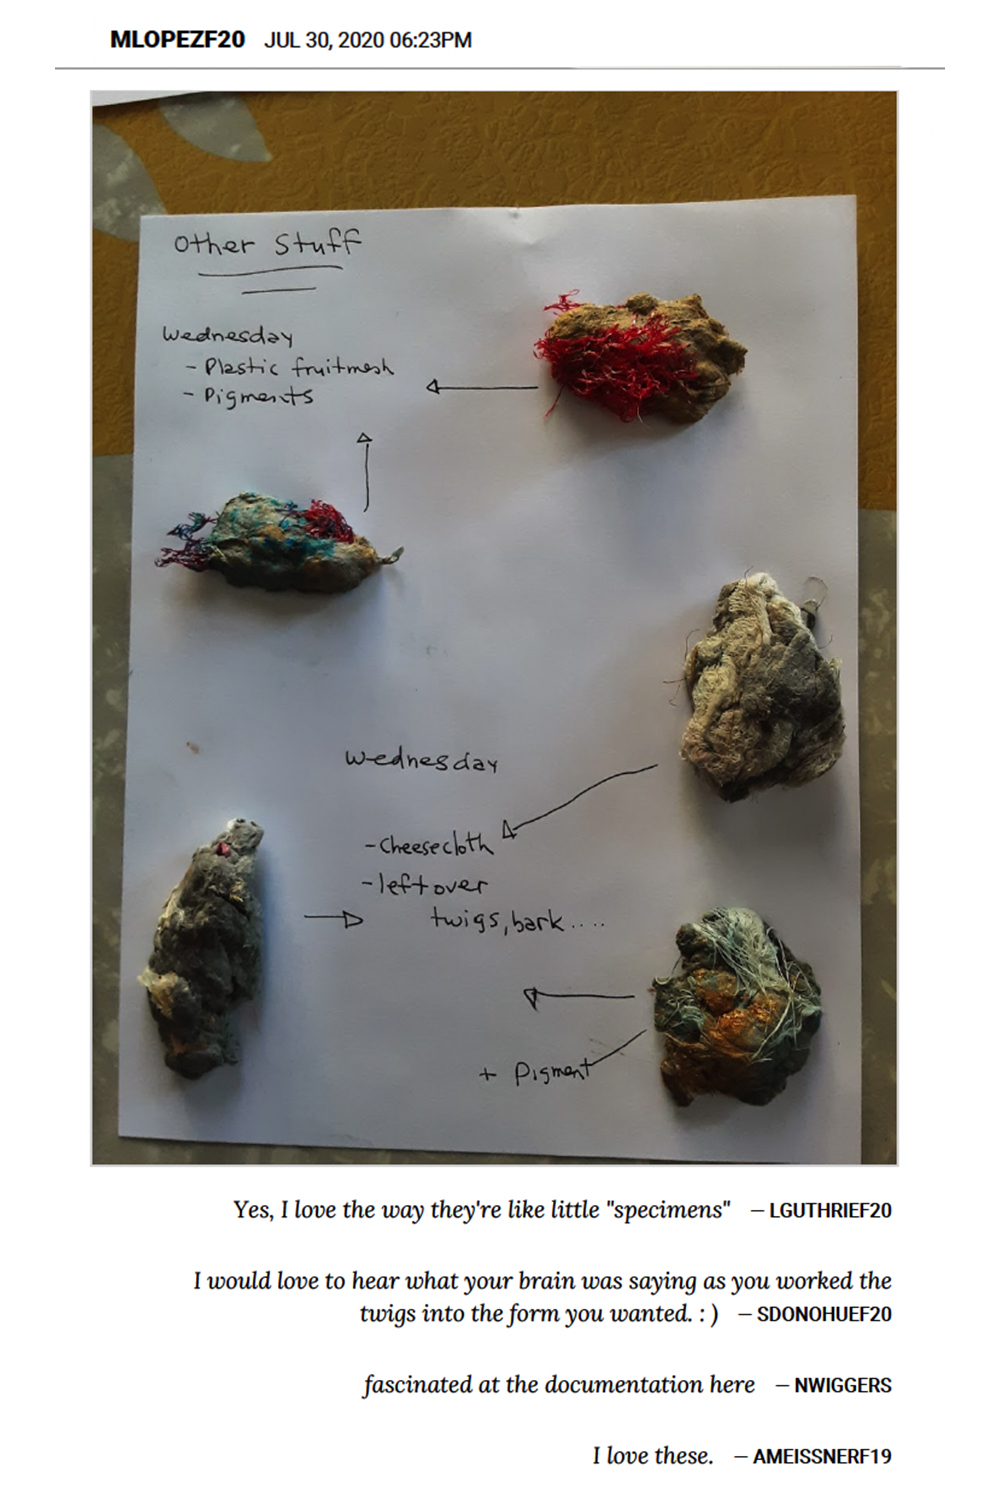 MLOPEZF20 JUL 30, 2020 06:23PM
Other Stuff
Wednesday
- Plastic fruitmesh
- Pigments
Wednesday
- Cheesecloth
- leftover
twigs, bark....
+ Pigment
Yes, I love the way they're like little "specimens" — LGUTHRIEF20
I would love to hear what your brain was saying as you worked the
twigs into the form you wanted. : ) — SDONOHUEF20
fascinated at the documentation here — NWIGGERS
I love these. — AMEISSNERF19